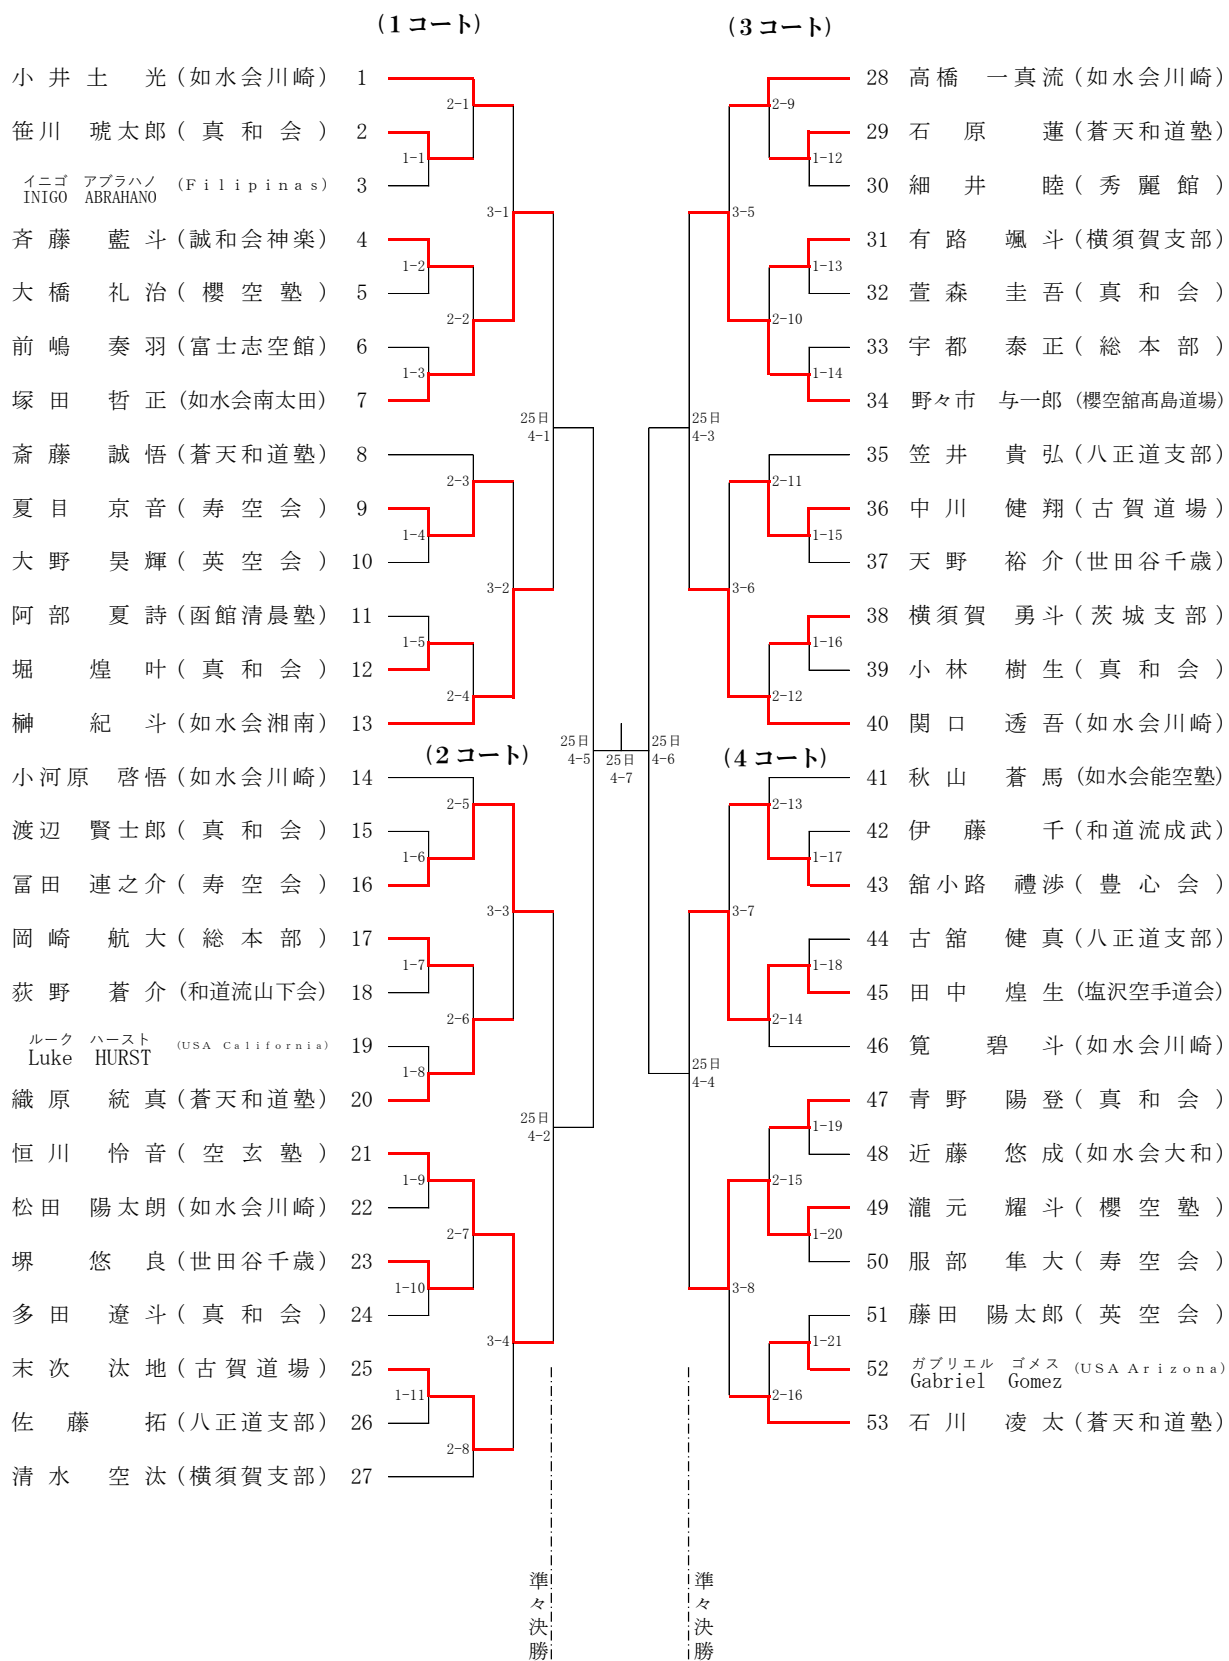 (1コート)
小井土 光(如水会川崎) 1
2-1
笹川 琥太郎(真和会) 2
1-1
イニゴ アブラハノ
INIGO ABRAHANO (Filipinas) 3
3-1
斉藤 藍斗(誠和会神楽) 4
1-2
大橋 礼治(櫻空塾) 5
2-2
前嶋 奏羽(富士志空館) 6
1-3
塚田 哲正(如水会南太田) 7
25日
4-1
斎藤 誠悟(蒼天和道塾) 8
2-3
夏目 京音(寿空会) 9
1-4
大野 昊輝(英空会) 10
3-2
阿部 夏詩(函館清晨塾) 11
1-5
堀 煌叶(真和会) 12
2-4
榊 紀斗(如水会湘南) 13
25日
4-5
(2コート)
小河原 啓悟(如水会川崎) 14
2-5
渡辺 賢士郎(真和会) 15
1-6
冨田 連之介(寿空会) 16
3-3
岡崎 航大(総本部) 17
1-7
荻野 蒼介(和道流山下会) 18
2-6
ルーク ハースト
Luke HURST (USA California) 19
1-8
織原 統真(蒼天和道塾) 20
25日
4-2
恒川 怜音(空玄塾) 21
1-9
松田 陽太朗(如水会川崎) 22
2-7
堺 悠良(世田谷千歳) 23
1-10
多田 遼斗(真和会) 24
3-4
末次 汰地(古賀道場) 25
1-11
佐藤 拓(八正道支部) 26
2-8
清水 空汰(横須賀支部) 27
準々決勝
25日
4-7
(3コート)
28 高橋 一真流(如水会川崎)
2-9
29 石原 蓮(蒼天和道塾)
1-12
30 細井 睦(秀麗館)
3-5
31 有路 颯斗(横須賀支部)
1-13
32 萱森 圭吾(真和会)
2-10
33 宇都 泰正(総本部)
1-14
34 野々市 与一郎(櫻空舘髙島道場)
25日
4-3
35 笠井 貴弘(八正道支部)
2-11
36 中川 健翔(古賀道場)
1-15
37 天野 裕介(世田谷千歳)
3-6
38 横須賀 勇斗(茨城支部)
1-16
39 小林 樹生(真和会)
2-12
40 関口 透吾(如水会川崎)
25日
4-6
(4コート)
41 秋山 蒼馬(如水会能空塾)
2-13
42 伊藤 千(和道流成武)
1-17
43 舘小路 禮渉(豊心会)
3-7
44 古舘 健真(八正道支部)
1-18
45 田中 煌生(塩沢空手道会)
2-14
46 筧 碧斗(如水会川崎)
25日
4-4
47 青野 陽登(真和会)
1-19
48 近藤 悠成(如水会大和)
2-15
49 瀧元 耀斗(櫻空塾)
1-20
50 服部 隼大(寿空会)
3-8
51 藤田 陽太郎(英空会)
1-21
ガブリエル ゴメス
52 Gabriel Gomez (USA Arizona)
2-16
53 石川 凌太(蒼天和道塾)
準々決勝